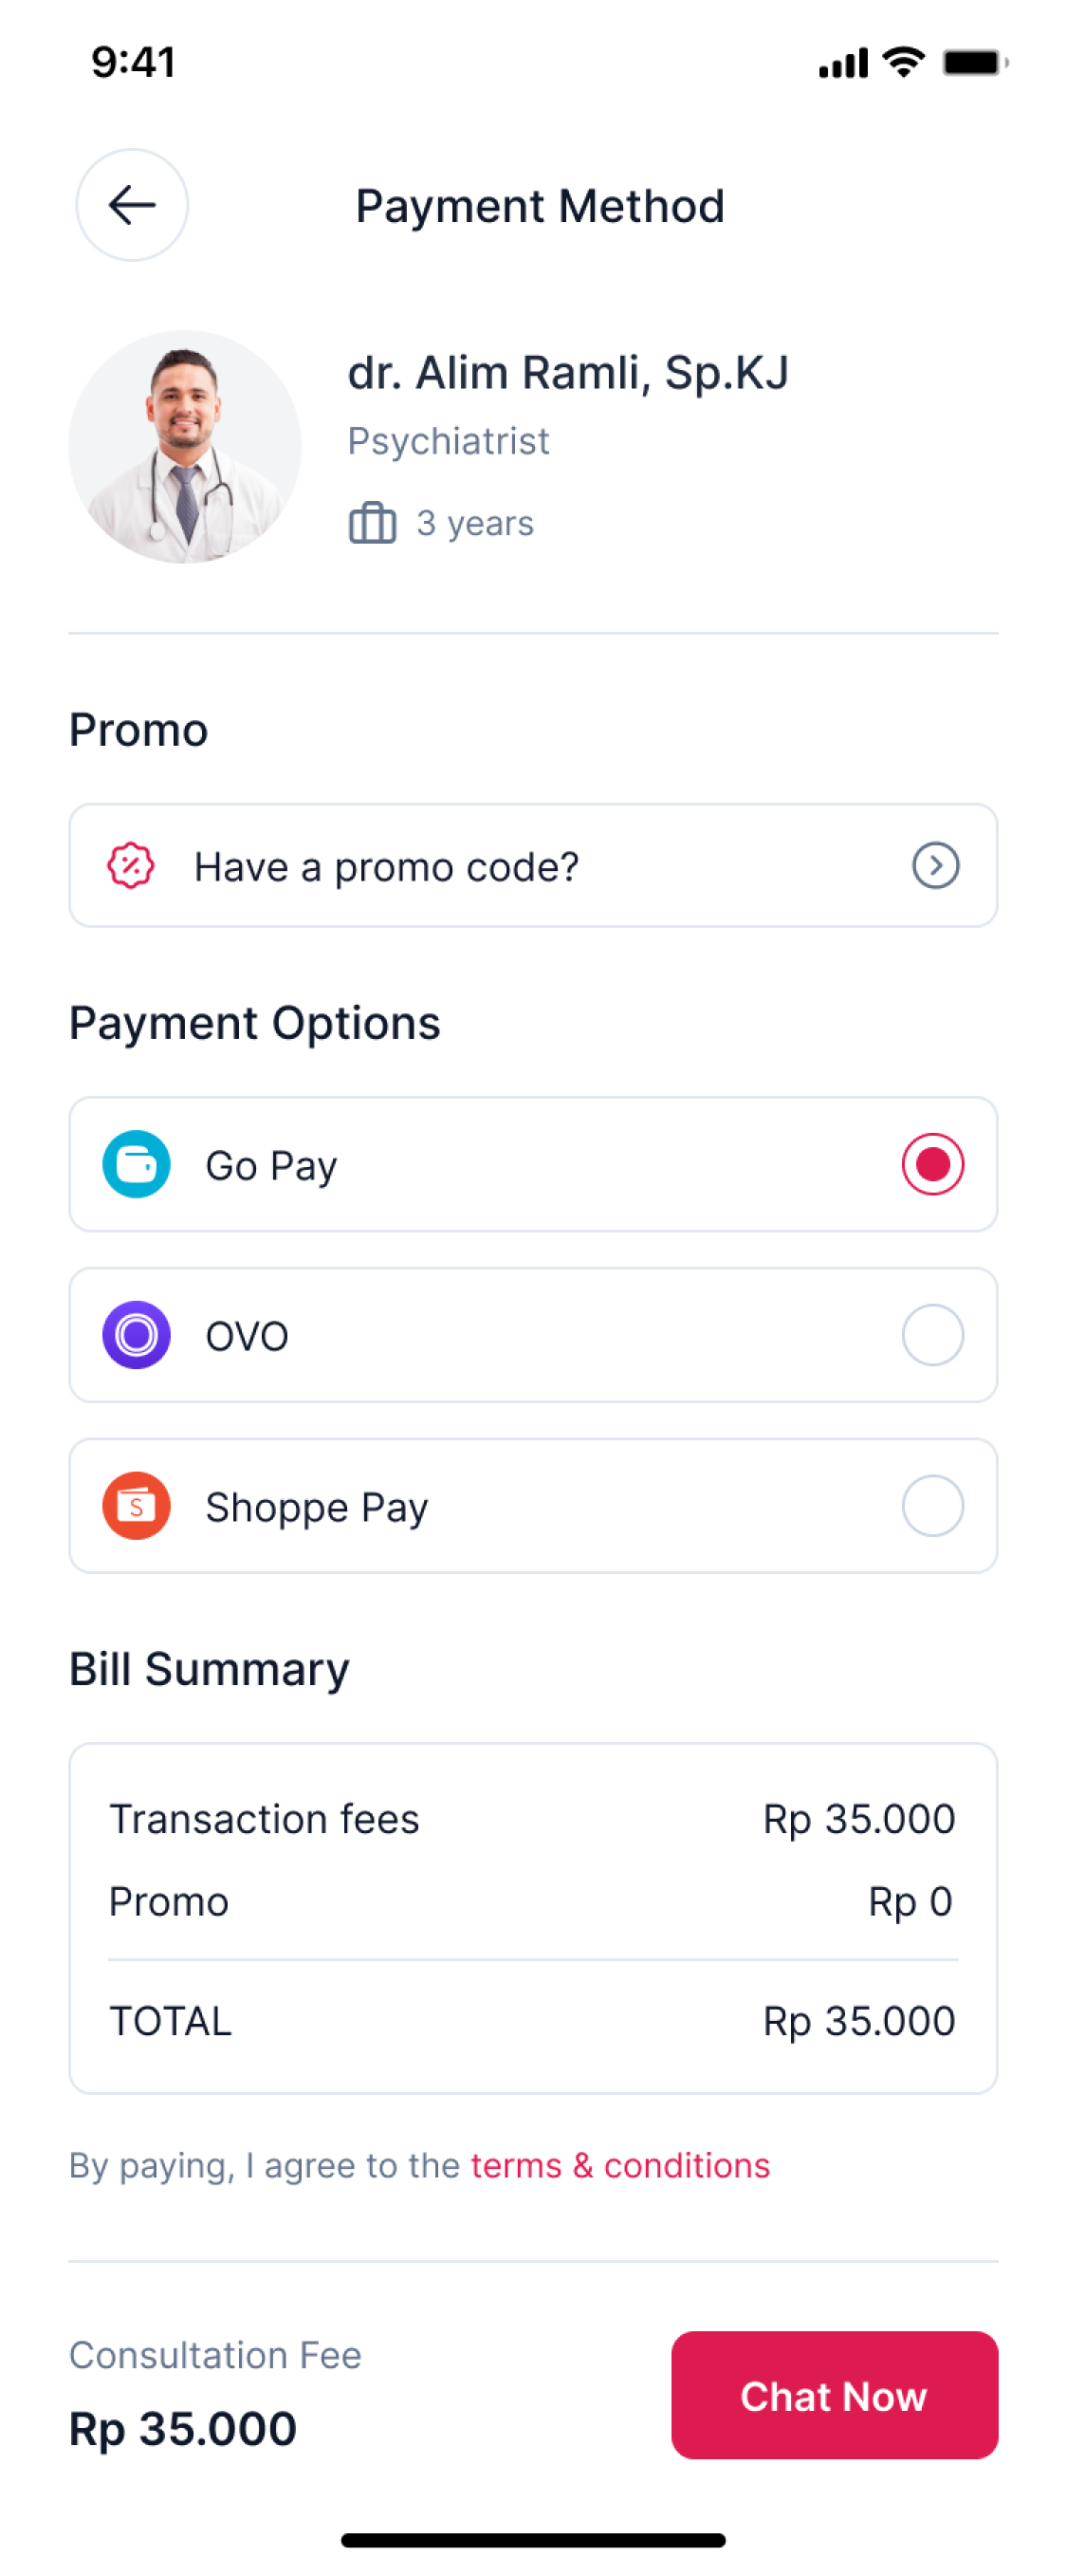 9:41
Payment Method
dr. Alim Ramli, Sp.KJ
Psychiatrist
3 years
Promo
Have a promo code?
Payment Options
Go Pay
OVO
S
Shoppe Pay
Bill Summary
Transaction fees Rp 35.000
Promo Rp 0
TOTAL Rp 35.000
By paying, I agree to the terms & conditions
Consultation Fee
Rp 35.000
Chat Now